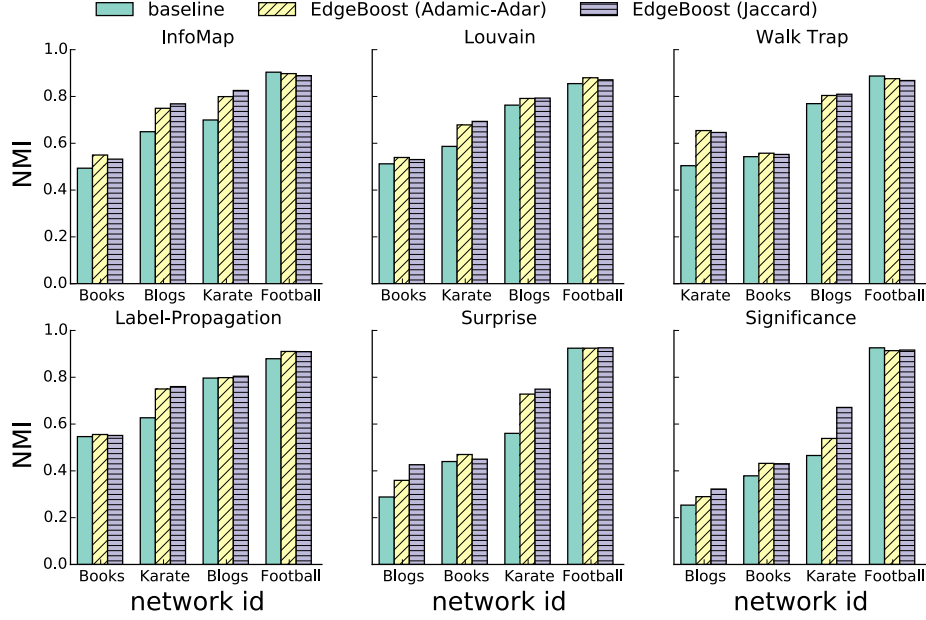 baseline EdgeBoost (Adamic-Adar) EdgeBoost (Jaccard)
InfoMap Louvain Walk Trap
1.0
0.8
0.6
0.4
0.2
0.0
NMI
Books Blogs Karate Football
Books Karate Blogs Football
Karate Books Blogs Football
Label-Propagation Surprise Significance
1.0
0.8
0.6
0.4
0.2
0.0
NMI
Books Karate Blogs Football
Blogs Books Karate Football
Blogs Books Karate Football
network id network id network id